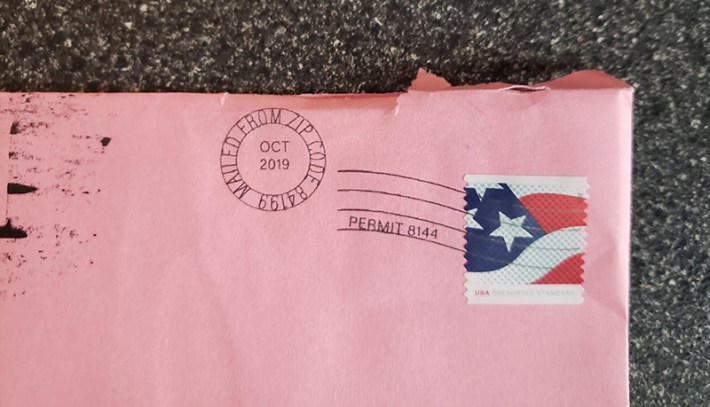 MAILED FROM ZIP CODE 84199
OCT
2019
PERMIT 8144
USA PRESORTED STANDARD